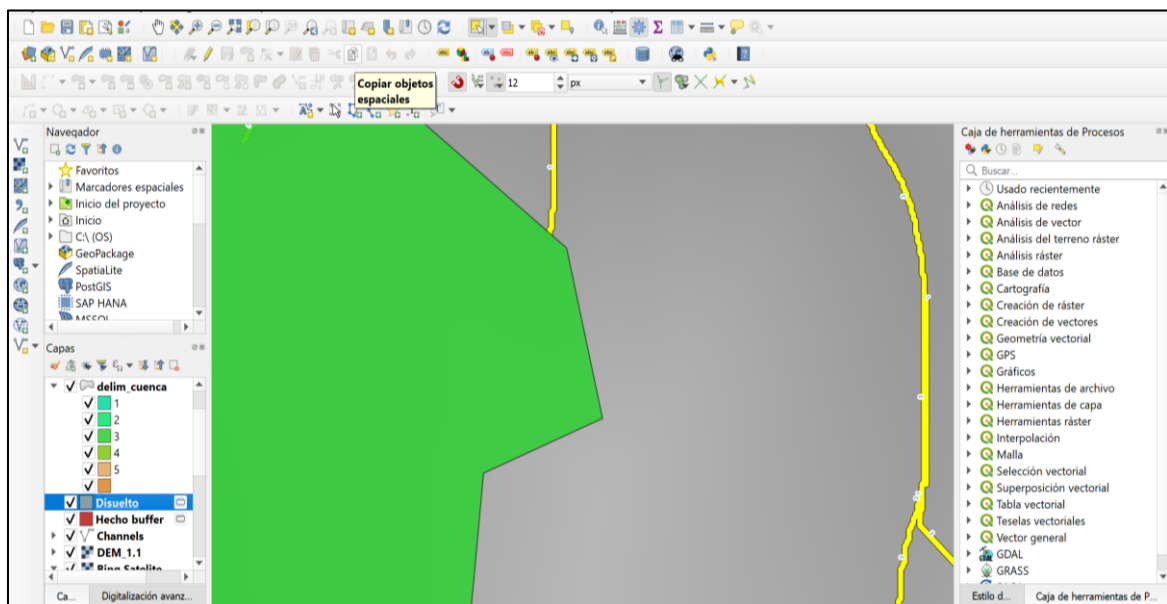 12
px
Copiar objetos
espaciales
Navegador
Favoritos
Marcadores espaciales
Inicio del proyecto
Inicio
C:\ (OS)
GeoPackage
SpatiaLite
PostGIS
SAP HANA
MSSQL
Capas
delim_cuenca
1
2
3
4
5
Disuelto
Hecho buffer
Channels
DEM_1.1
Bing Satelite
Ca...
Digitalización avanz...
Caja de herramientas de Procesos
Buscar...
Usado recientemente
Análisis de redes
Análisis de vector
Análisis del terreno ráster
Análisis ráster
Base de datos
Cartografía
Creación de ráster
Creación de vectores
Geometría vectorial
GPS
Gráficos
Herramientas de archivo
Herramientas de capa
Herramientas ráster
Interpolación
Malla
Selección vectorial
Superposición vectorial
Tabla vectorial
Teselas vectoriales
Vector general
GDAL
GRASS
Estilo d...
Caja de herramientas de P...